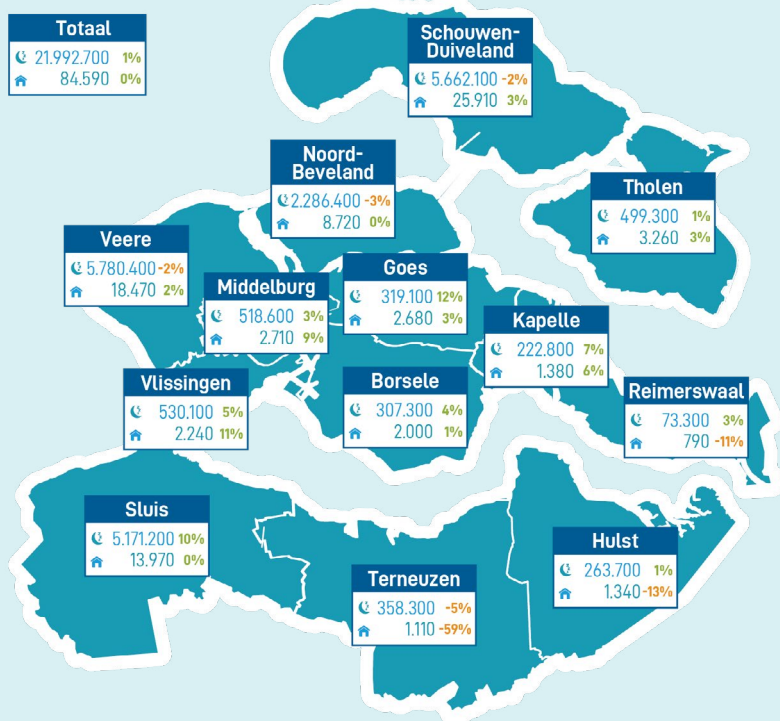 Totaal
21.992.700 1%
84.590 0%
Schouwen-
Duiveland
5.662.100 -2%
25.910 3%
Noord-
Beveland
2.286.400 -3%
8.720 0%
Tholen
499.300 1%
3.260 3%
Veere
5.780.400 -2%
18.470 2%
Middelburg
518.600 3%
2.710 9%
Goes
319.100 12%
2.680 3%
Kapelle
222.800 7%
1.380 6%
Vlissingen
530.100 5%
2.240 11%
Borsele
307.300 4%
2.000 1%
Reimerswaal
73.300 3%
790 -11%
Sluis
5.171.200 10%
13.970 0%
Terneuzen
358.300 -5%
1.110 -59%
Hulst
263.700 1%
1.340 -13%